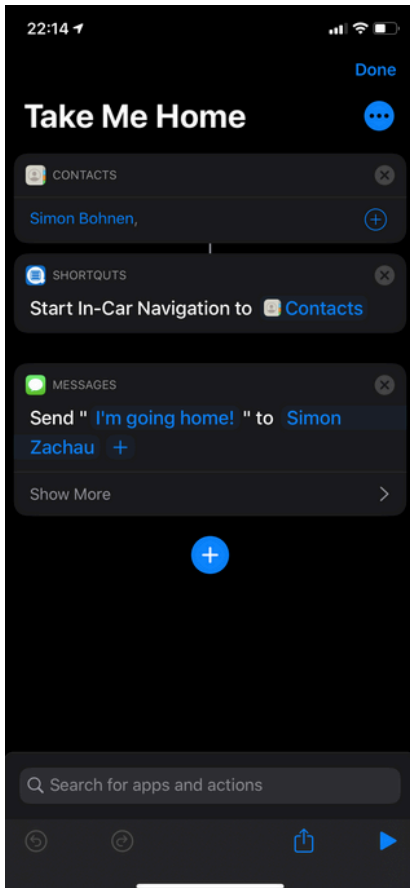 22:14
Done
Take Me Home
CONTACTS
Simon Bohnen,
SHORTQUTS
Start In-Car Navigation to Contacts
MESSAGES
Send " I'm going home! " to Simon
Zachau +
Show More
Search for apps and actions